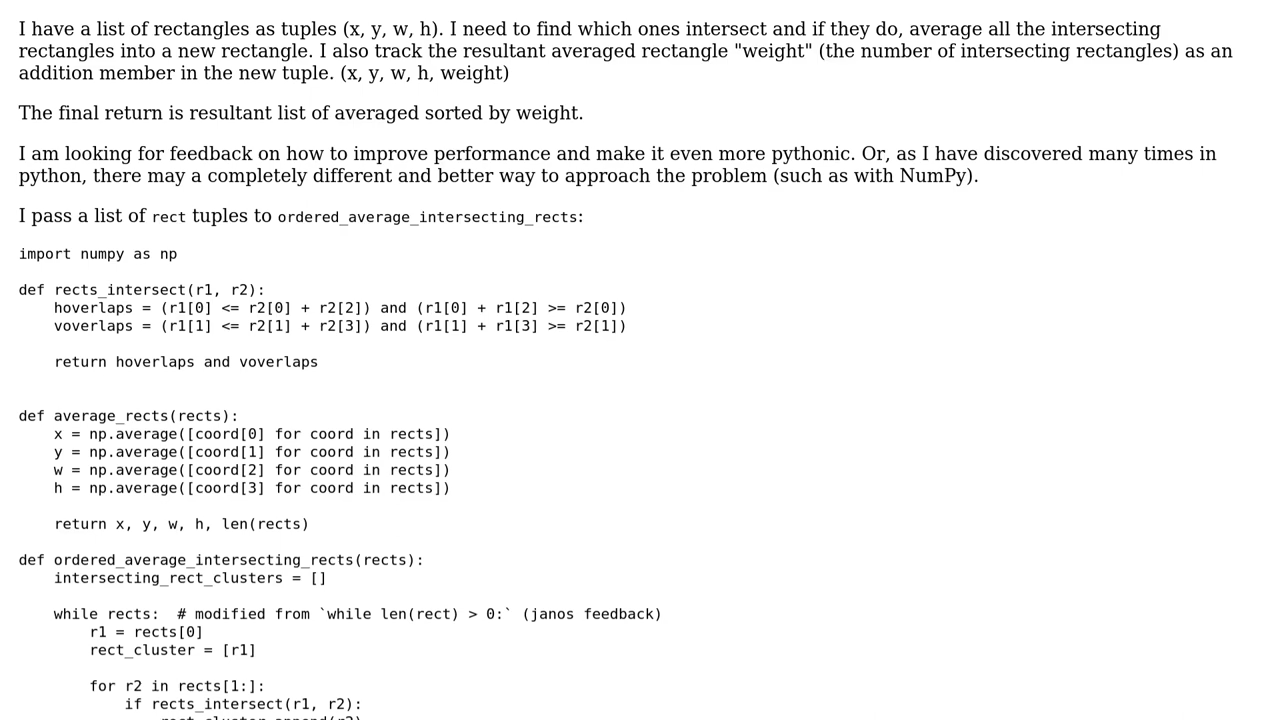 I have a list of rectangles as tuples (x, y, w, h). I need to find which ones intersect and if they do, average all the intersecting
rectangles into a new rectangle. I also track the resultant averaged rectangle "weight" (the number of intersecting rectangles) as an
addition member in the new tuple. (x, y, w, h, weight)
The final return is resultant list of averaged sorted by weight.
I am looking for feedback on how to improve performance and make it even more pythonic. Or, as I have discovered many times in
python, there may a completely different and better way to approach the problem (such as with NumPy).
I pass a list of rect tuples to ordered_average_intersecting_rects:
import numpy as np
def rects_intersect(r1, r2):
    hoverlaps = (r1[0] <= r2[0] + r2[2]) and (r1[0] + r1[2] >= r2[0])
    voverlaps = (r1[1] <= r2[1] + r2[3]) and (r1[1] + r1[3] >= r2[1])
    return hoverlaps and voverlaps
def average_rects(rects):
    x = np.average([coord[0] for coord in rects])
    y = np.average([coord[1] for coord in rects])
    w = np.average([coord[2] for coord in rects])
    h = np.average([coord[3] for coord in rects])
    return x, y, w, h, len(rects)
def ordered_average_intersecting_rects(rects):
    intersecting_rect_clusters = []
    while rects:  # modified from `while len(rect) > 0:` (janos feedback)
        r1 = rects[0]
        rect_cluster = [r1]
        for r2 in rects[1:]:
            if rects_intersect(r1, r2):
                rect_cluster.append(r2)